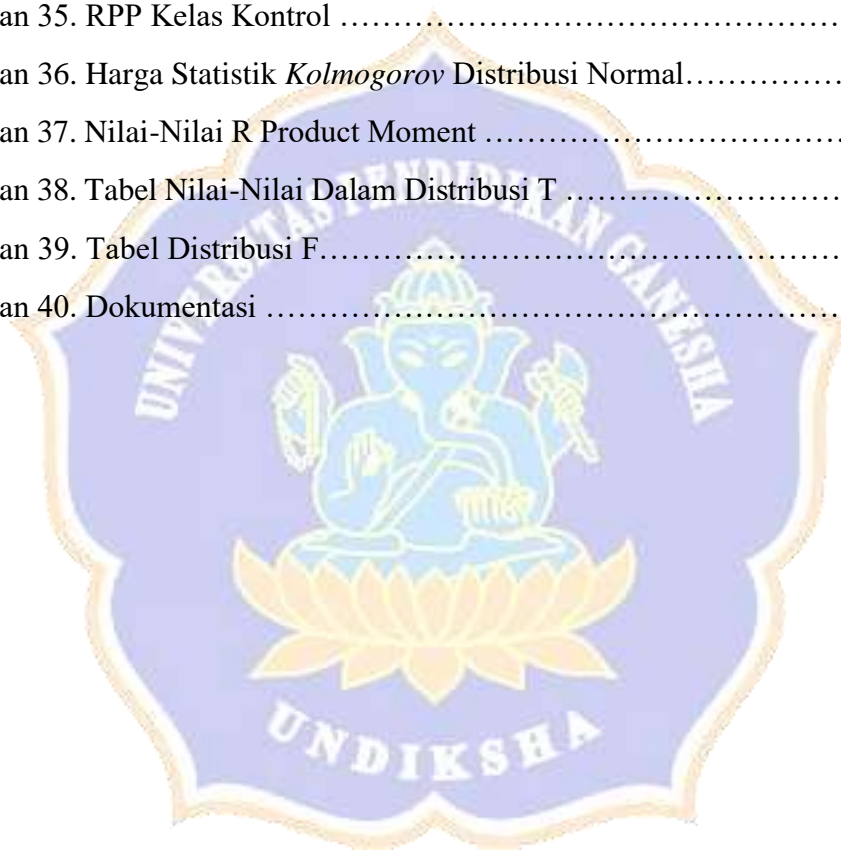 an 35. RPP Kelas Kontrol ……………………………………………
an 36. Harga Statistik Kolmogorov Distribusi Normal……………
an 37. Nilai-Nilai R Product Moment ………………………………
an 38. Tabel Nilai-Nilai Dalam Distribusi T ………………………
an 39. Tabel Distribusi F………………………………………………
an 40. Dokumentasi ……………………………………………………
UNIVERSITAS PENDIDIKAN GANESHA
UNDIKSHA